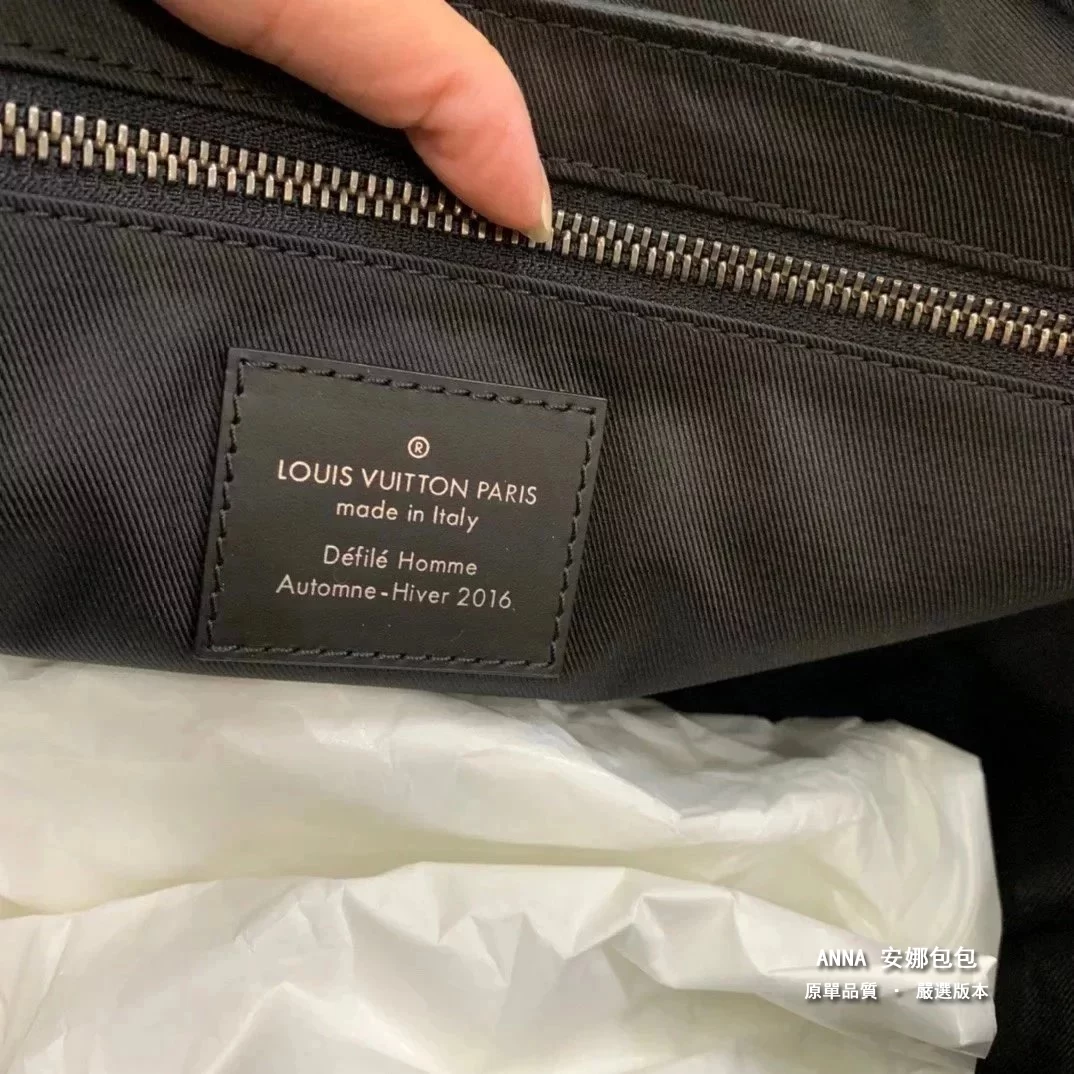 ®
LOUIS VUITTON PARIS
made in Italy
Défilé Homme
Automne-Hiver 2016
ANNA 安娜包包
原單品質 · 嚴選版本